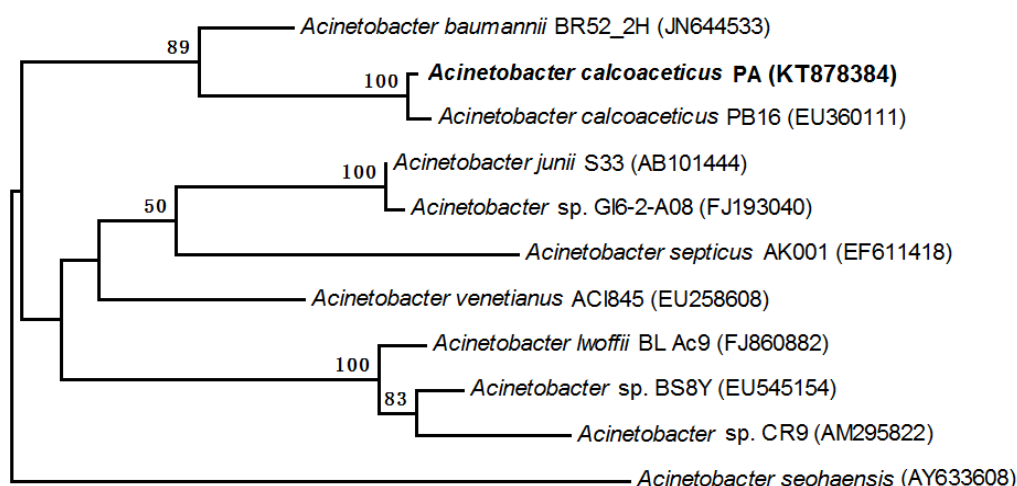 Acinetobacter baumannii BR52_2H (JN644533)
89
Acinetobacter calcoaceticus PA (KT878384)
100
Acinetobacter calcoaceticus PB16 (EU360111)
Acinetobacter junii S33 (AB101444)
100
Acinetobacter sp. GI6-2-A08 (FJ193040)
50
Acinetobacter septicus AK001 (EF611418)
Acinetobacter venetianus ACI845 (EU258608)
Acinetobacter lwoffii BL Ac9 (FJ860882)
100
Acinetobacter sp. BS8Y (EU545154)
83
Acinetobacter sp. CR9 (AM295822)
Acinetobacter seohaensis (AY633608)